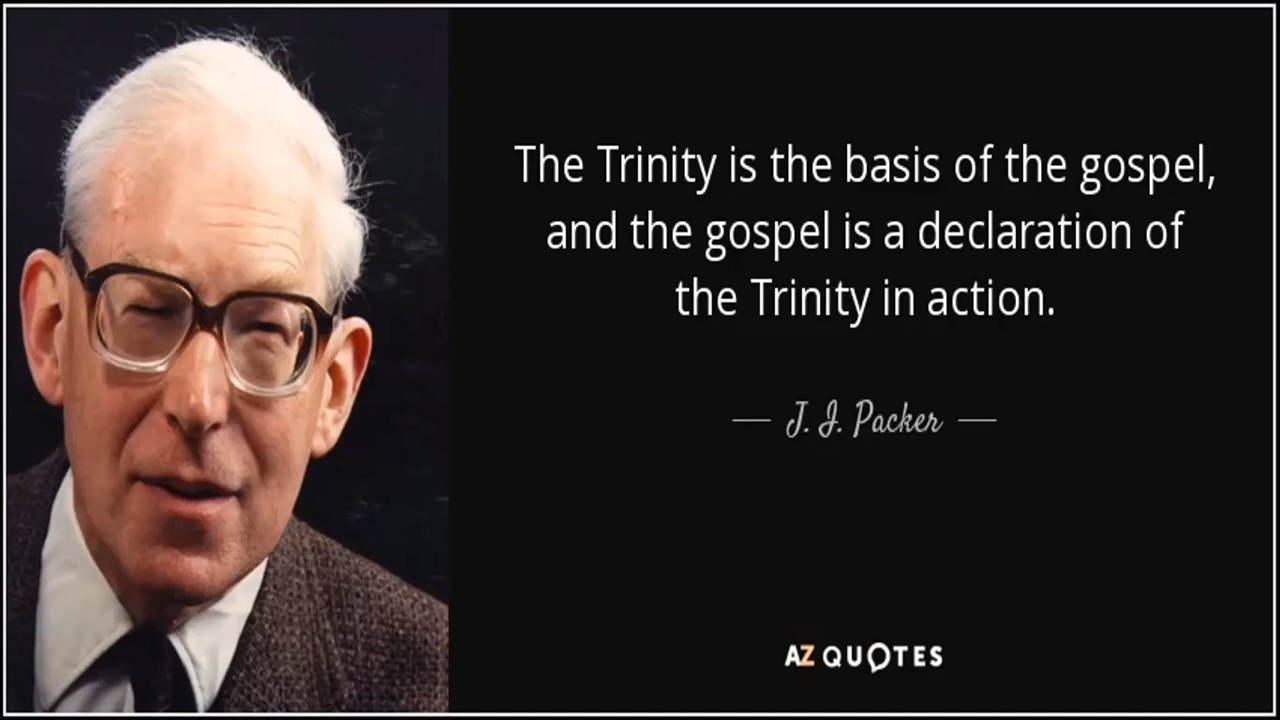 The Trinity is the basis of the gospel,
and the gospel is a declaration of
the Trinity in action.
— J. I. Packer —
AZ QUOTES